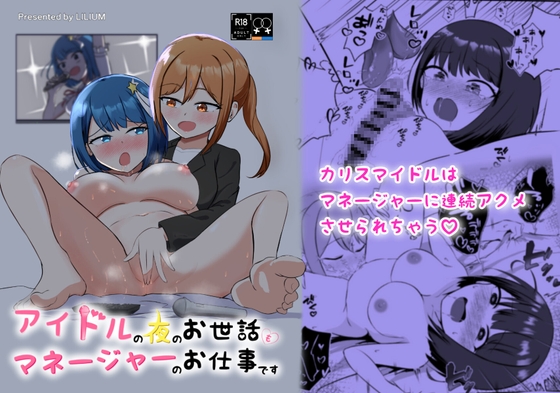 Presented by LILIUM
R18
ADULT
ONLY
アイドルの夜のお世話も
マネージャーのお仕事です
カリスマイドルは
マネージャーに連続アクメ
させられちゃう♡